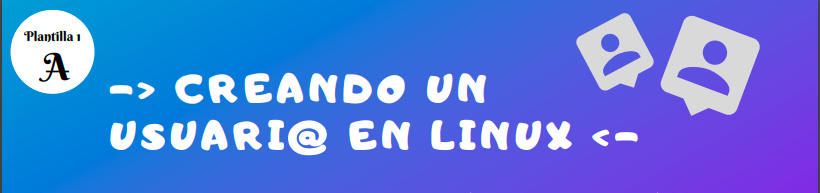 Plantilla 1
A
-> CREANDO UN
USUARI@ EN LINUX <-